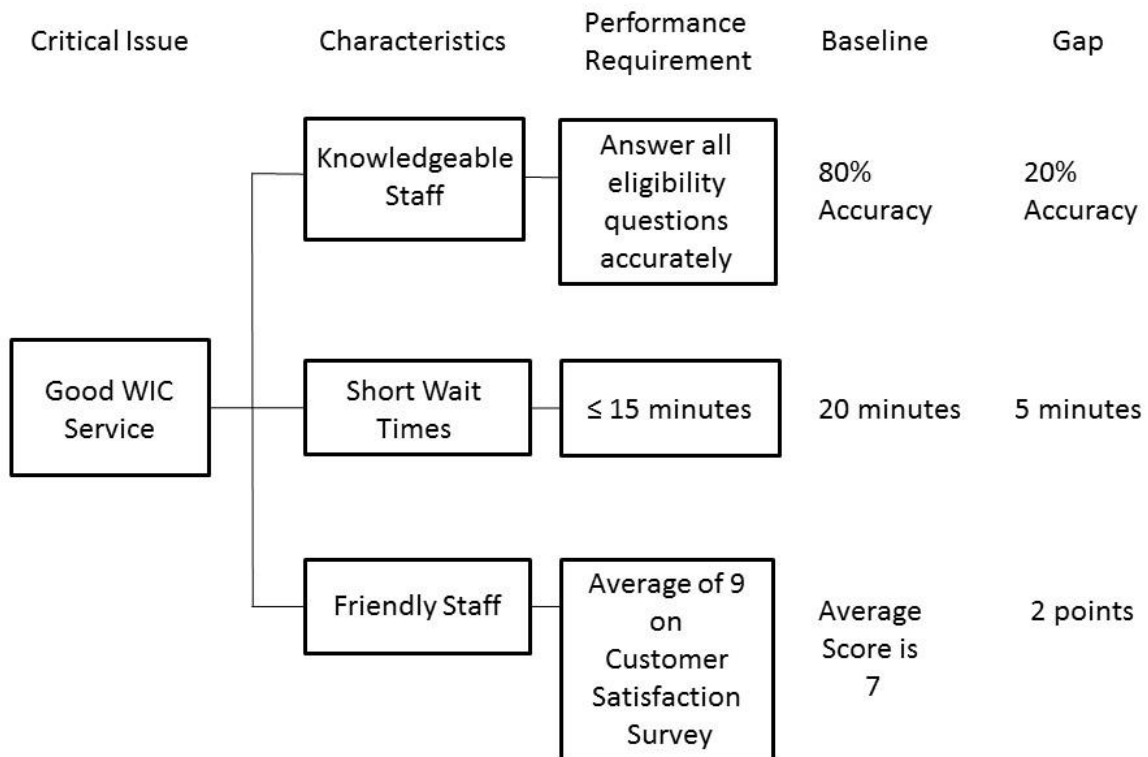 Critical Issue
Characteristics
Performance
Requirement
Baseline
Gap
Knowledgeable
Staff
Answer all
eligibility
questions
accurately
80%
Accuracy
20%
Accuracy
Good WIC
Service
Short Wait
Times
≤ 15 minutes
20 minutes
5 minutes
Friendly Staff
Average of 9
on
Customer
Satisfaction
Survey
Average
Score is
7
2 points